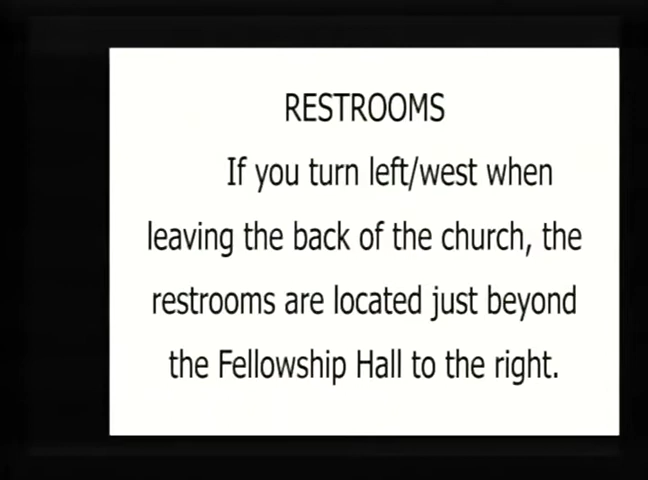 RESTROOMS
If you turn left/west when
leaving the back of the church, the
restrooms are located just beyond
the Fellowship Hall to the right.